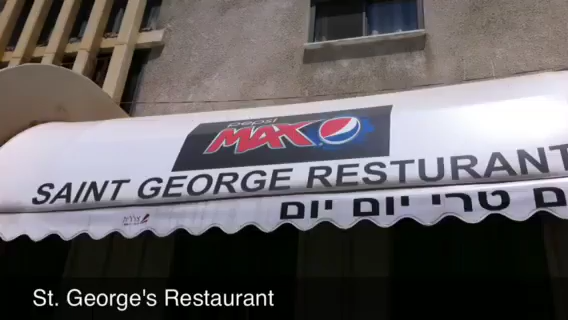 pepsi
MAX
SAINT GEORGE RESTURANT
ם טרי יום יום
St. George's Restaurant